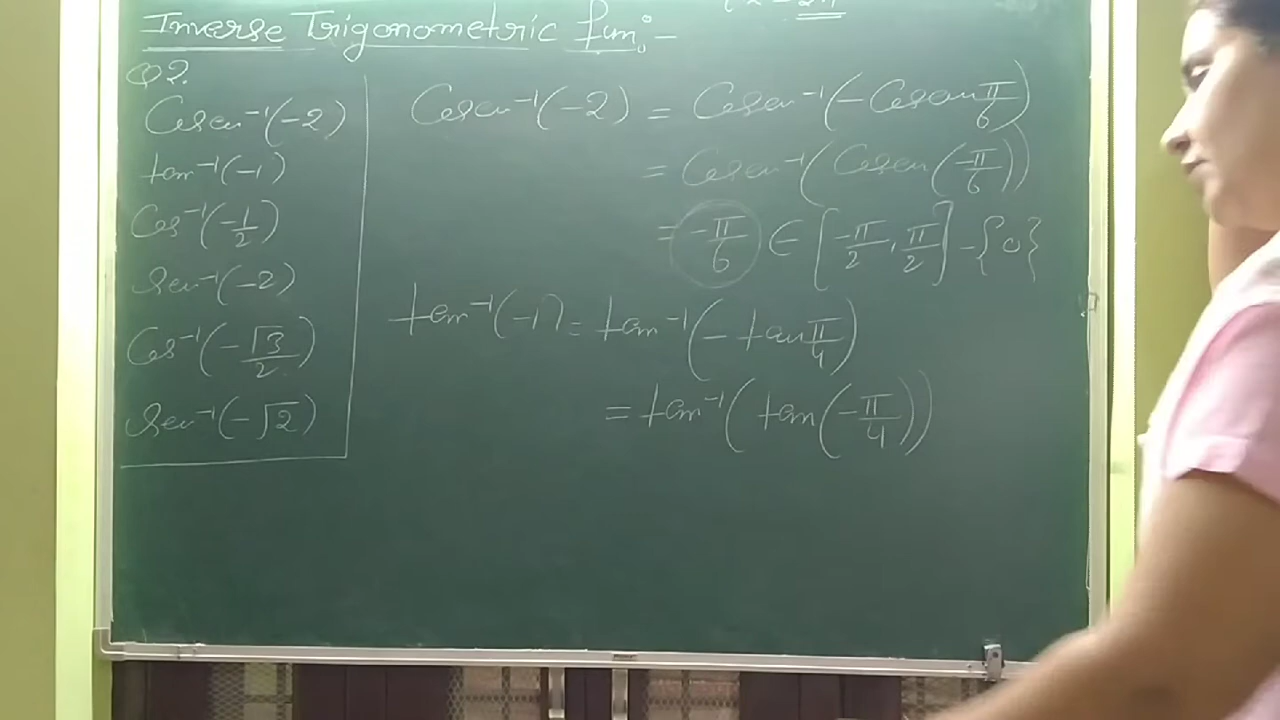 Inverse Trigonometric fun:-
Q2.
Cosec⁻¹(-2)
tan⁻¹(-1)
Cos⁻¹(-1/2)
Sec⁻¹(-2)
Cos⁻¹(-√3/2)
Sec⁻¹(-√2)
Cosec⁻¹(-2) = Cosec⁻¹(-Cosec π/6)
= Cosec⁻¹(Cosec(-π/6))
= -π/6 ∈ [-π/2, π/2] - {0}
tan⁻¹(-1) = tan⁻¹(-tan π/4)
= tan⁻¹(tan(-π/4))